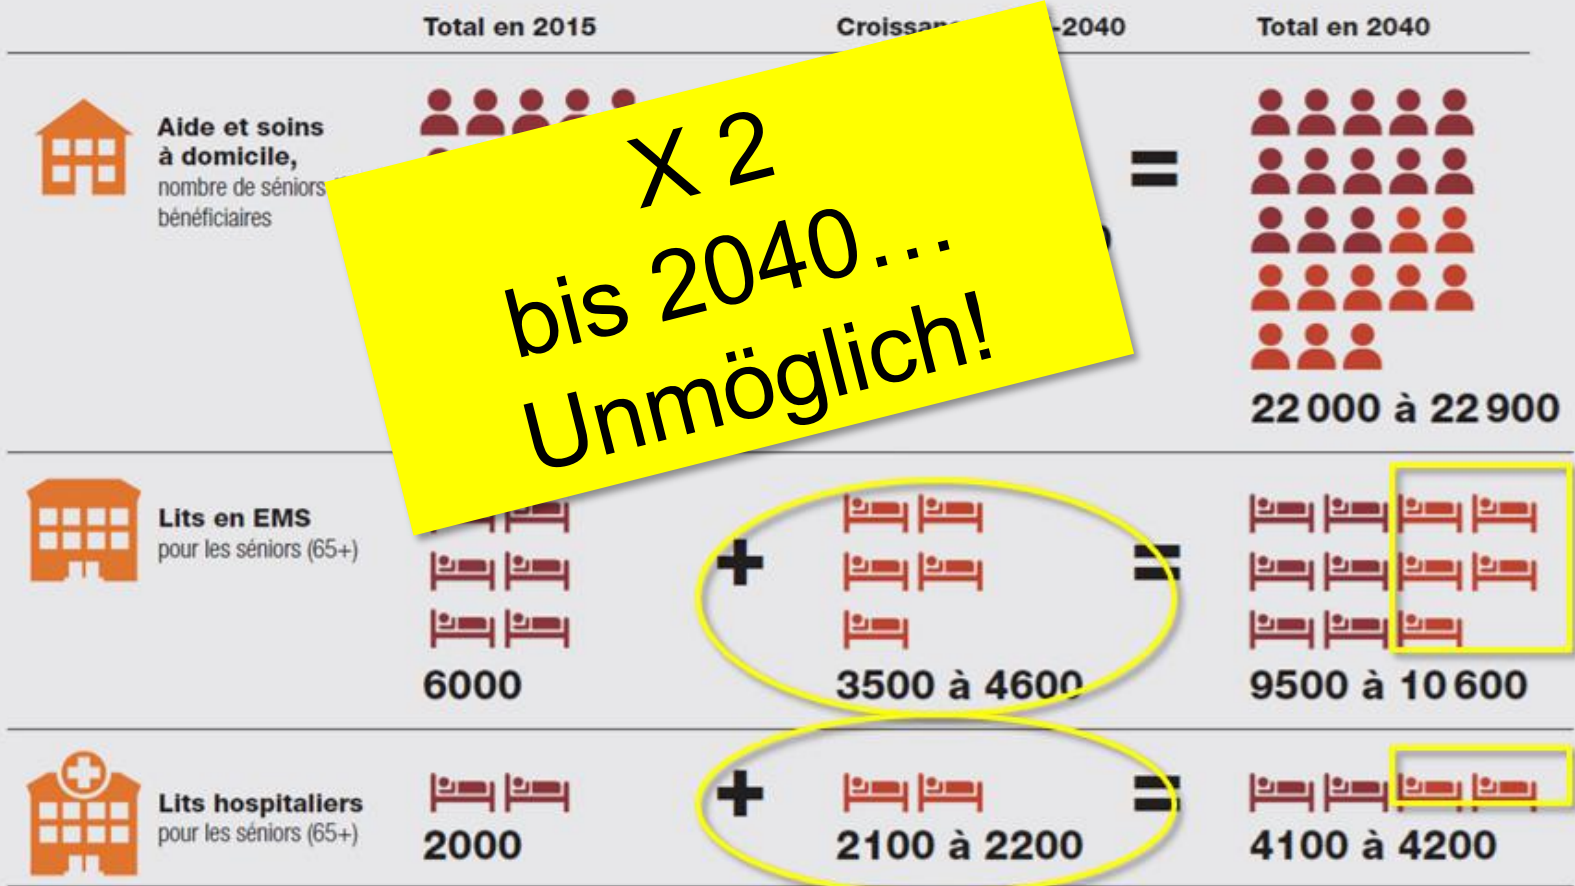 Total en 2015
-2040
Total en 2040
Aide et soins
à domicile,
nombre de séniors
bénéficiaires
X 2
bis 2040...
Unmöglich!
=
22 000 à 22 900
Lits en EMS
pour les séniors (65+)
+
=
6000
3500 à 4600
9500 à 10 600
Lits hospitaliers
pour les séniors (65+)
+
=
2000
2100 à 2200
4100 à 4200